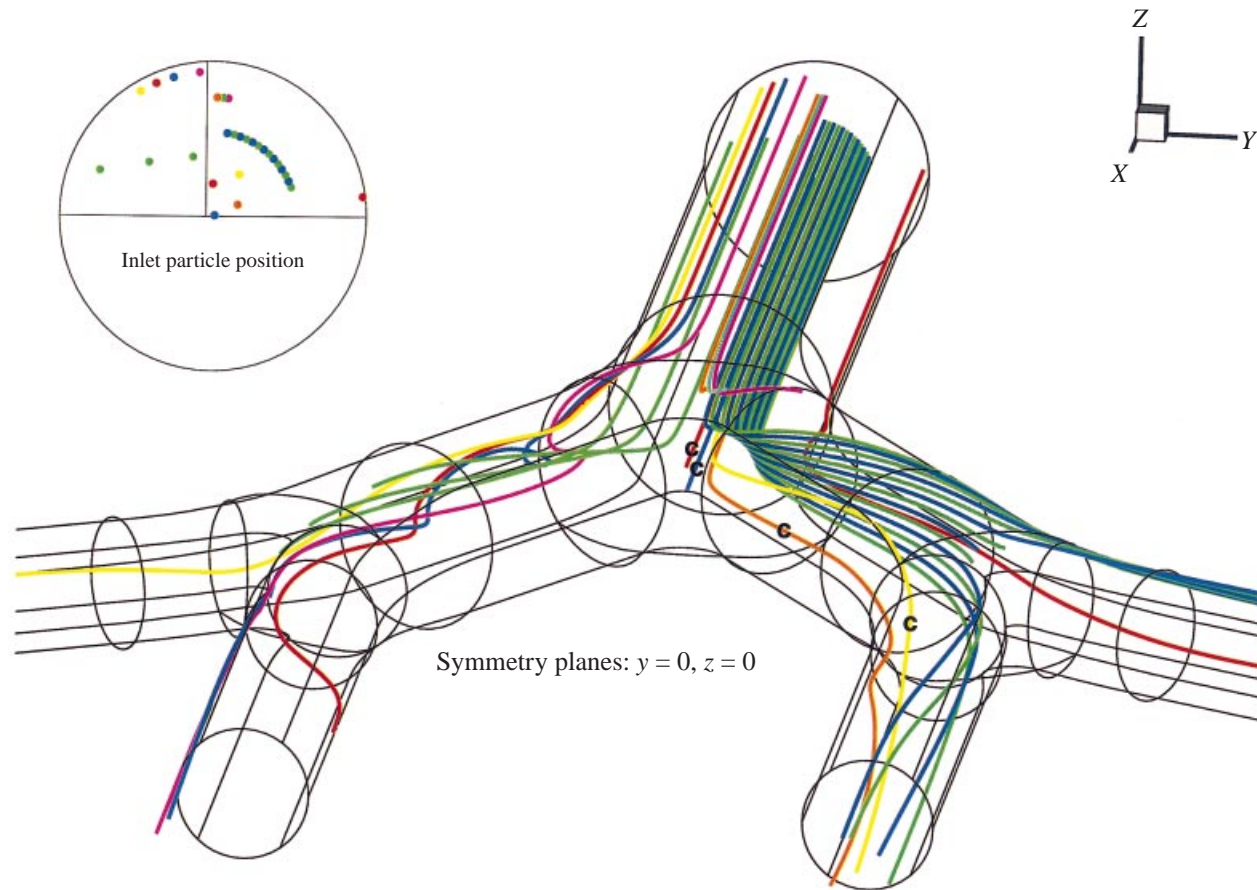 Z
Y
X
Inlet particle position
c
c
c
c
Symmetry planes: y = 0, z = 0